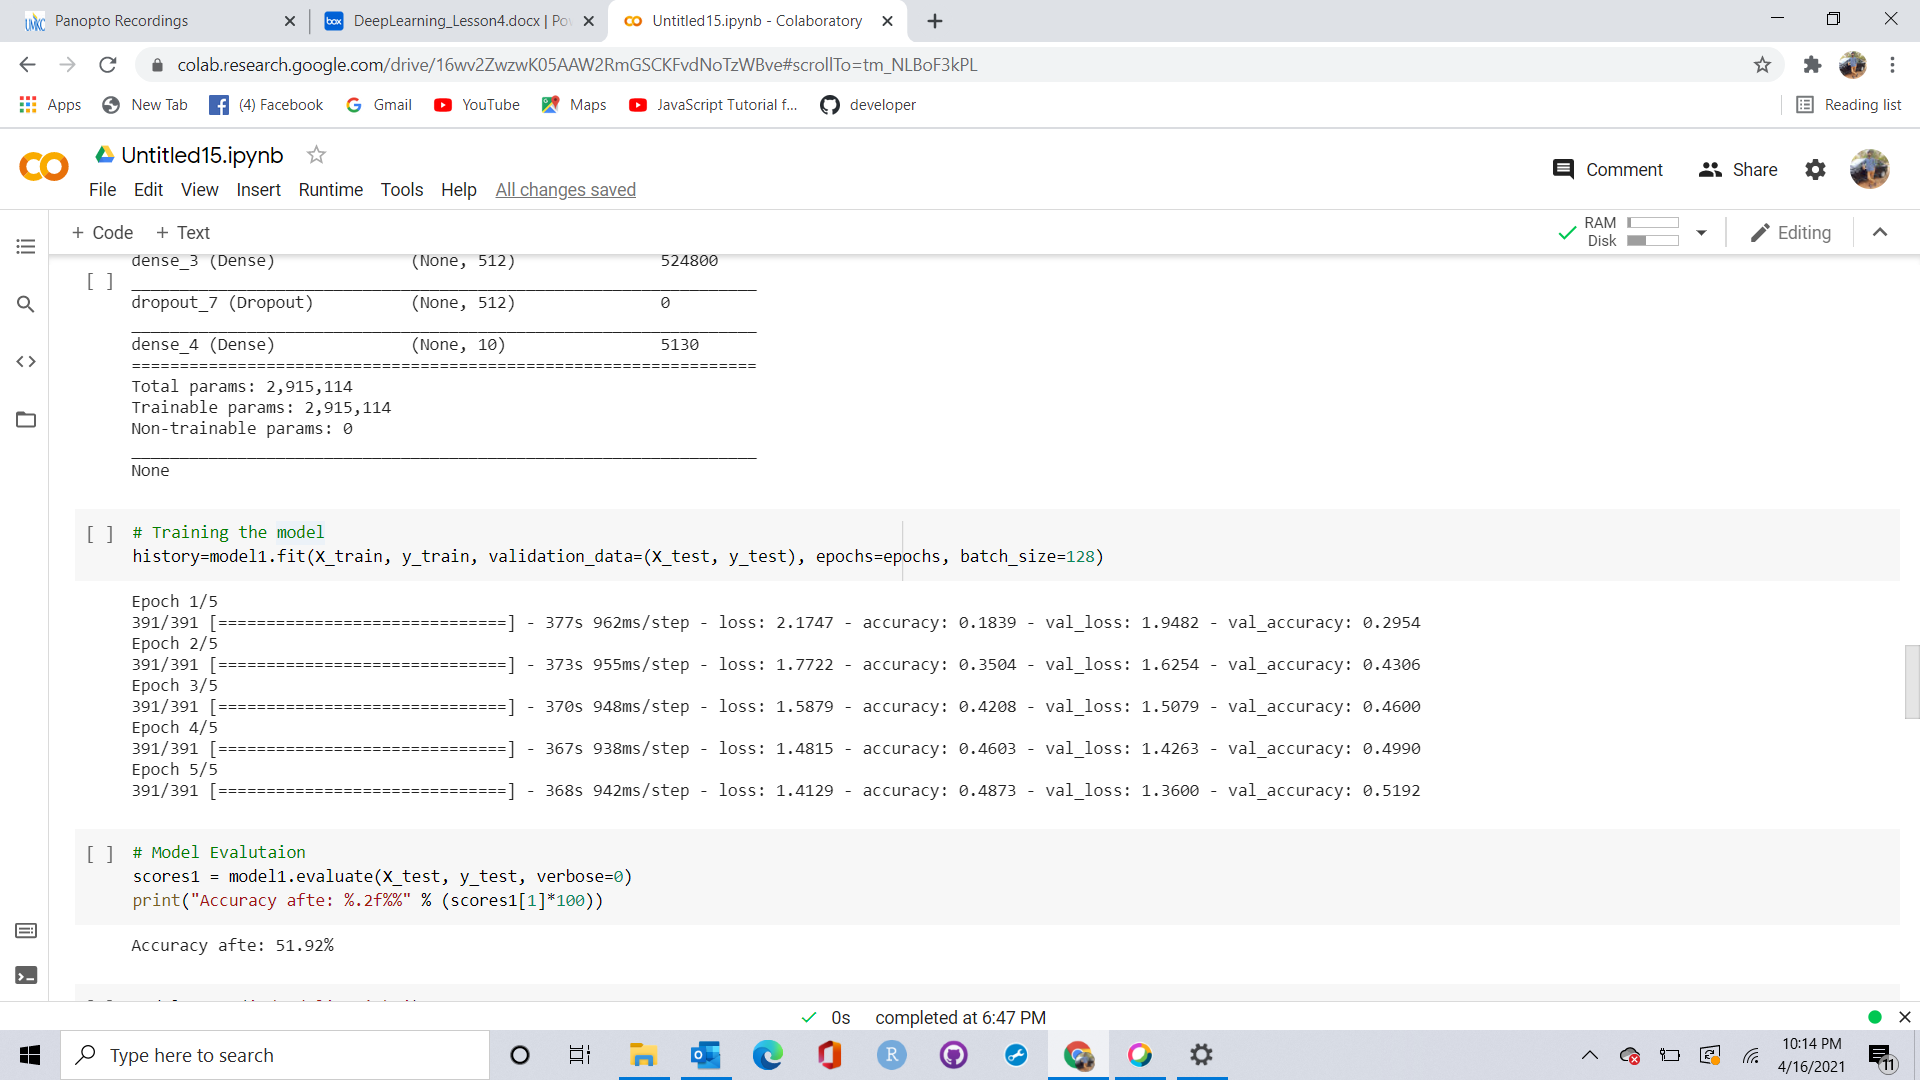 Panopto Recordings
DeepLearning_Lesson4.docx | Po
Untitled15.ipynb - Colaboratory
colab.research.google.com/drive/16wv2ZwzwK05AAW2RmGSCKFvdNoTzWBve#scrollTo=tm_NLBoF3kPL
Apps New Tab (4) Facebook Gmail YouTube Maps JavaScript Tutorial f... developer Reading list
Untitled15.ipynb
Comment Share
File Edit View Insert Runtime Tools Help All changes saved
+ Code + Text
RAM
Disk
Editing
dense_3 (Dense) (None, 512) 524800
[ ]
_________________________________________________________________
dropout_7 (Dropout) (None, 512) 0
_________________________________________________________________
dense_4 (Dense) (None, 10) 5130
=================================================================
Total params: 2,915,114
Trainable params: 2,915,114
Non-trainable params: 0
_________________________________________________________________
None
[ ] # Training the model
history=model1.fit(X_train, y_train, validation_data=(X_test, y_test), epochs=epochs, batch_size=128)
Epoch 1/5
391/391 [==============================] - 377s 962ms/step - loss: 2.1747 - accuracy: 0.1839 - val_loss: 1.9482 - val_accuracy: 0.2954
Epoch 2/5
391/391 [==============================] - 373s 955ms/step - loss: 1.7722 - accuracy: 0.3504 - val_loss: 1.6254 - val_accuracy: 0.4306
Epoch 3/5
391/391 [==============================] - 370s 948ms/step - loss: 1.5879 - accuracy: 0.4208 - val_loss: 1.5079 - val_accuracy: 0.4600
Epoch 4/5
391/391 [==============================] - 367s 938ms/step - loss: 1.4815 - accuracy: 0.4603 - val_loss: 1.4263 - val_accuracy: 0.4990
Epoch 5/5
391/391 [==============================] - 368s 942ms/step - loss: 1.4129 - accuracy: 0.4873 - val_loss: 1.3600 - val_accuracy: 0.5192
[ ] # Model Evalutaion
scores1 = model1.evaluate(X_test, y_test, verbose=0)
print("Accuracy afte: %.2f%%" % (scores1[1]*100))
Accuracy afte: 51.92%
0s completed at 6:47 PM
Type here to search
10:14 PM
4/16/2021
11